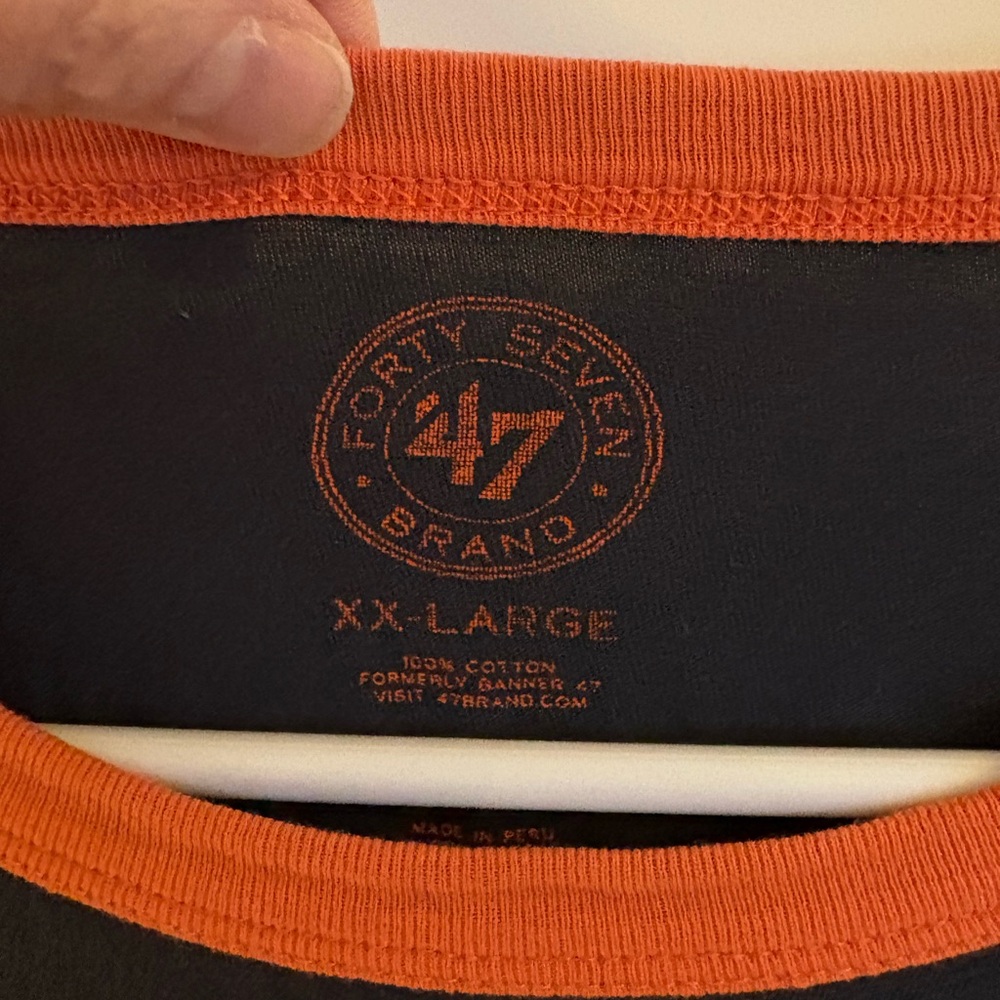 FORTY SEVEN
47
BRAND
XX-LARGE
100% COTTON
FORMERLY BANNER 47
VISIT 47BRAND.COM
MADE IN PERU